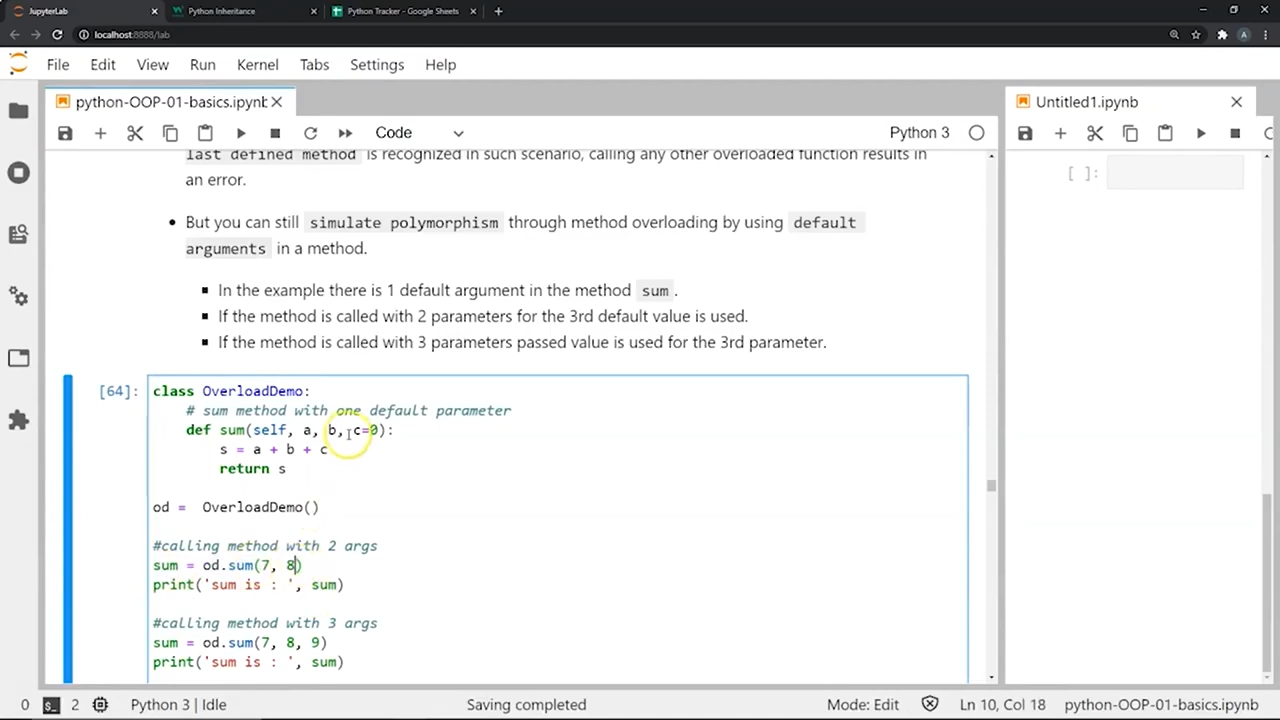 JupyterLab
Python Inheritance
Python Tracker - Google Sheets
localhost:8888/lab
A
File Edit View Run Kernel Tabs Settings Help
python-OOP-01-basics.ipynb
Untitled1.ipynb
Code
Python 3
last defined method is recognized in such scenario, calling any other overloaded function results in
an error.
[ ]:
• But you can still simulate polymorphism through method overloading by using default
arguments in a method.
▪ In the example there is 1 default argument in the method sum .
▪ If the method is called with 2 parameters for the 3rd default value is used.
▪ If the method is called with 3 parameters passed value is used for the 3rd parameter.
[64]:
class OverloadDemo:
# sum method with one default parameter
def sum(self, a, b, c=0):
s = a + b + c
return s
od =  OverloadDemo()
#calling method with 2 args
sum = od.sum(7, 8)
print('sum is : ', sum)
#calling method with 3 args
sum = od.sum(7, 8, 9)
print('sum is : ', sum)
0 2 Python 3 | Idle Saving completed Mode: Edit Ln 10, Col 18 python-OOP-01-basics.ipynb